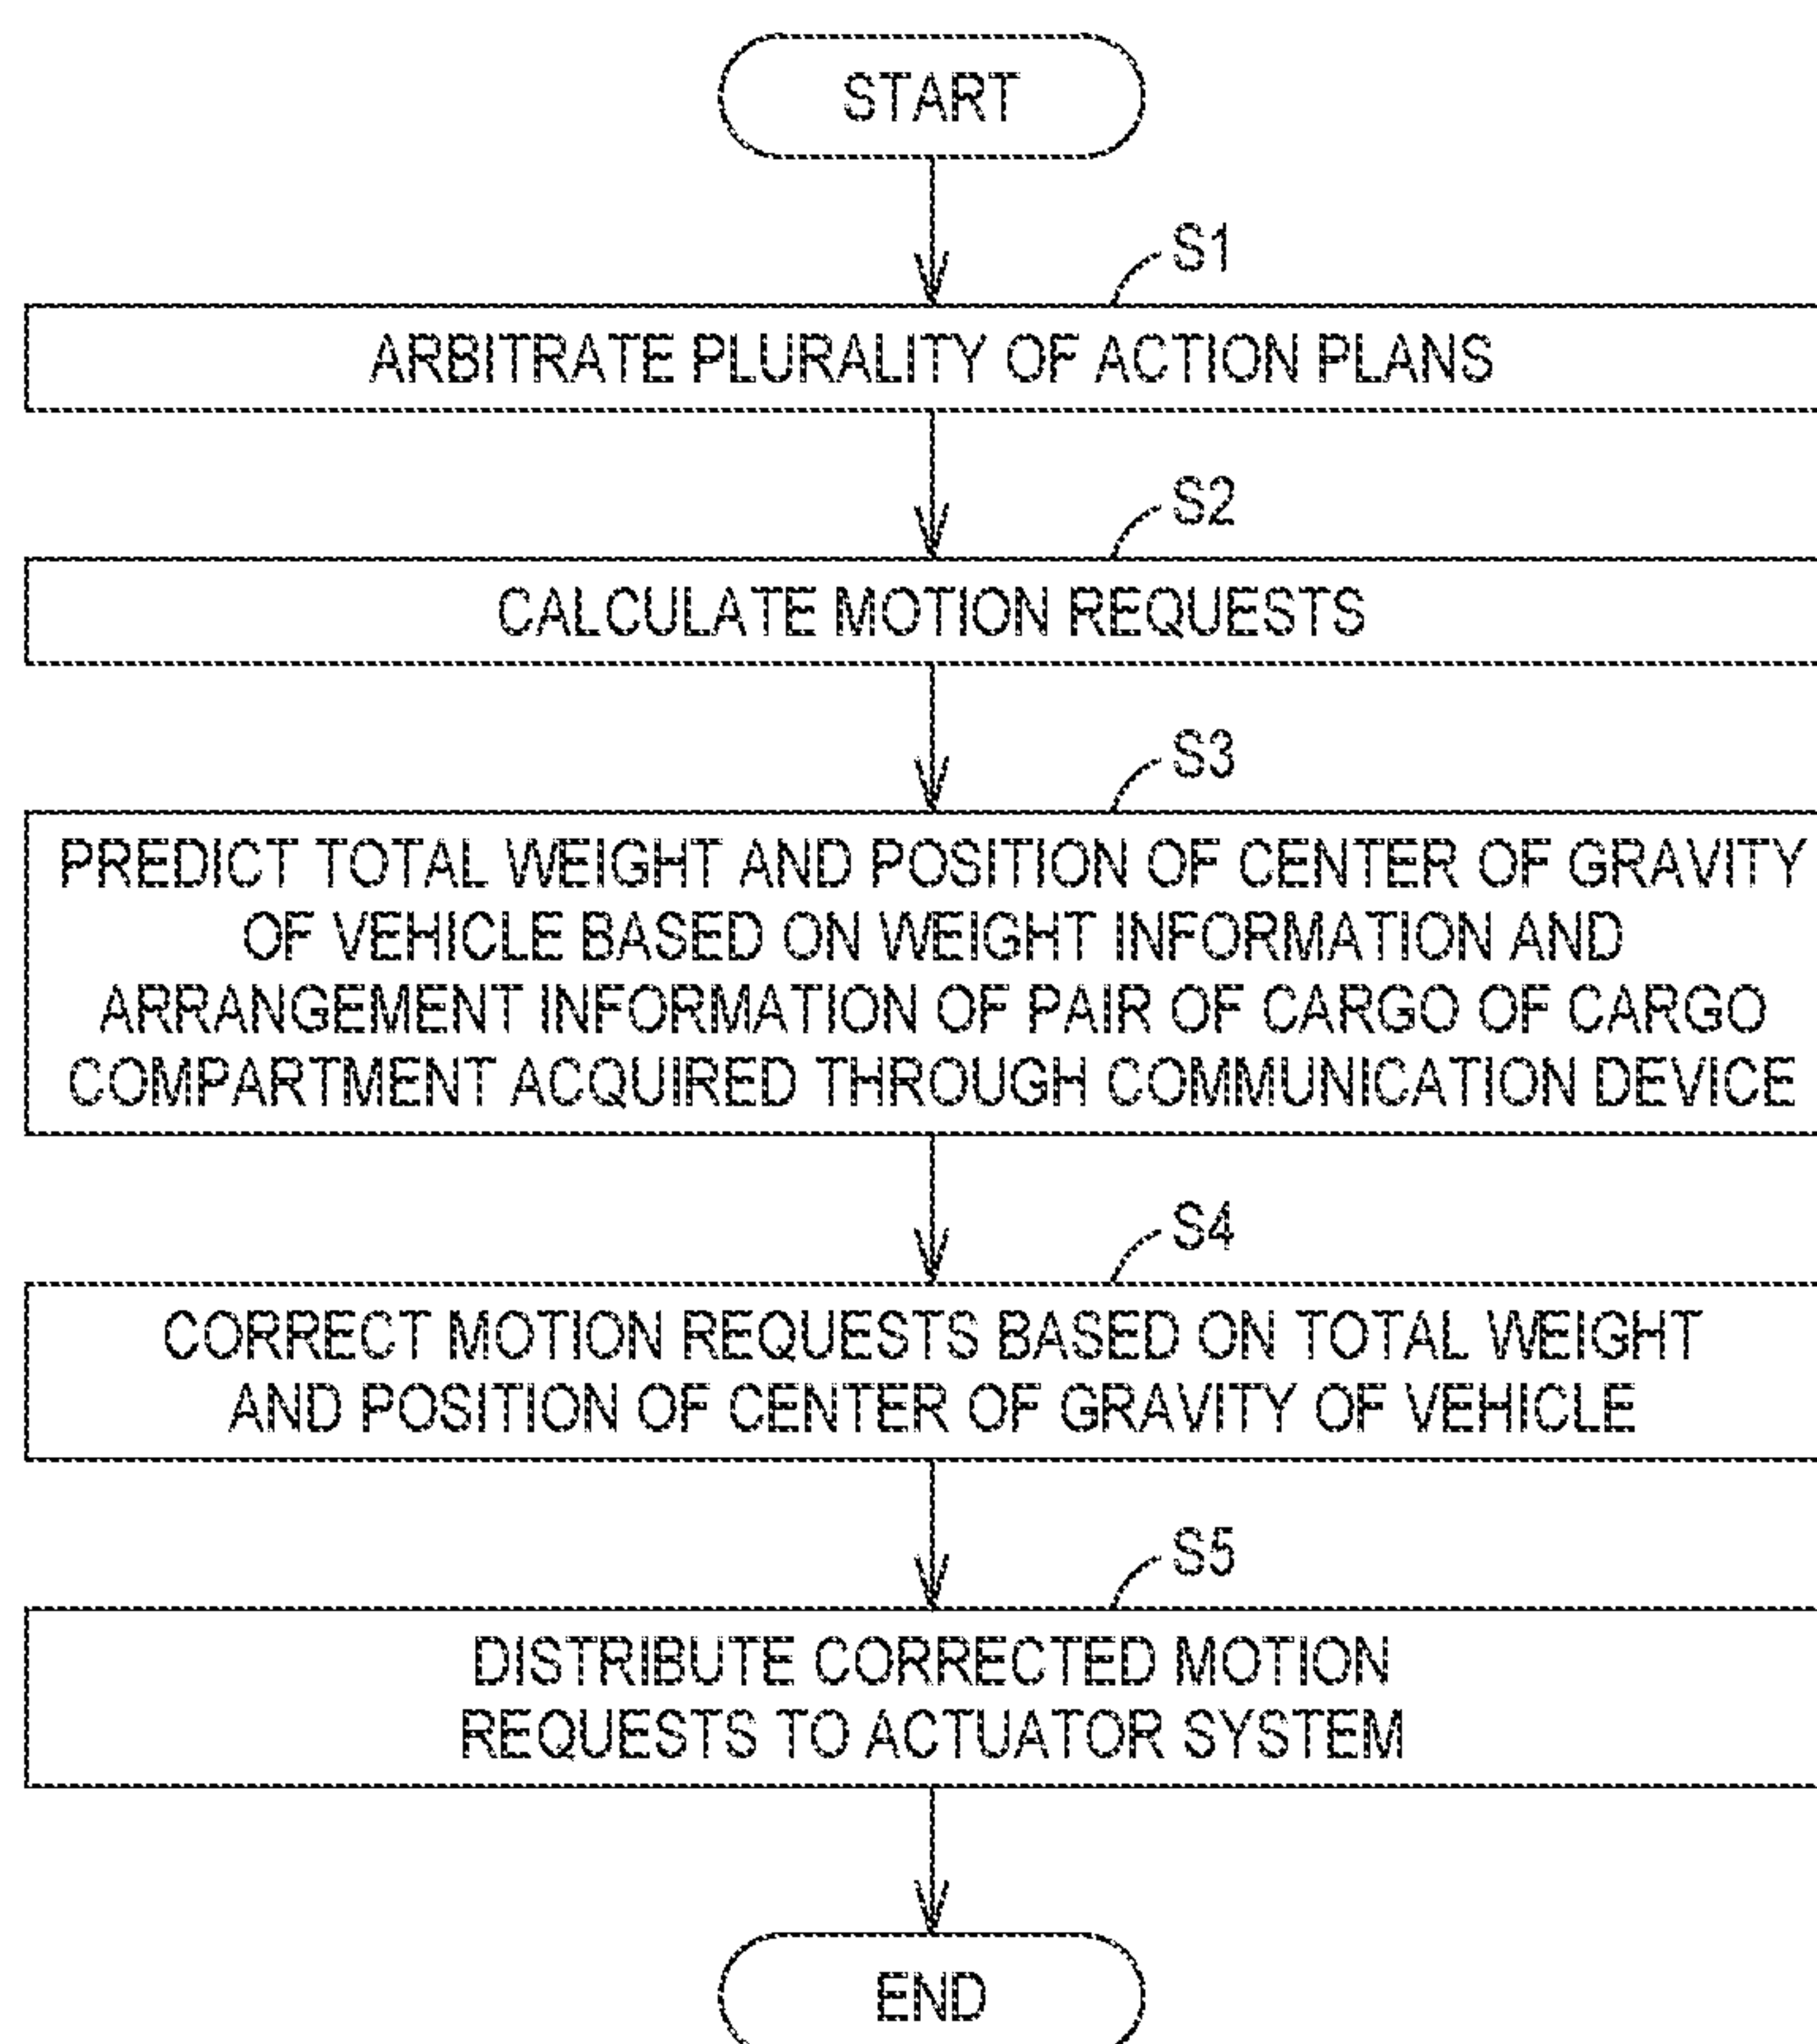 START
S1
ARBITRATE PLURALITY OF ACTION PLANS
S2
CALCULATE MOTION REQUESTS
S3
PREDICT TOTAL WEIGHT AND POSITION OF CENTER OF GRAVITY
OF VEHICLE BASED ON WEIGHT INFORMATION AND
ARRANGEMENT INFORMATION OF PAIR OF CARGO OF CARGO
COMPARTMENT ACQUIRED THROUGH COMMUNICATION DEVICE
S4
CORRECT MOTION REQUESTS BASED ON TOTAL WEIGHT
AND POSITION OF CENTER OF GRAVITY OF VEHICLE
S5
DISTRIBUTE CORRECTED MOTION
REQUESTS TO ACTUATOR SYSTEM
END